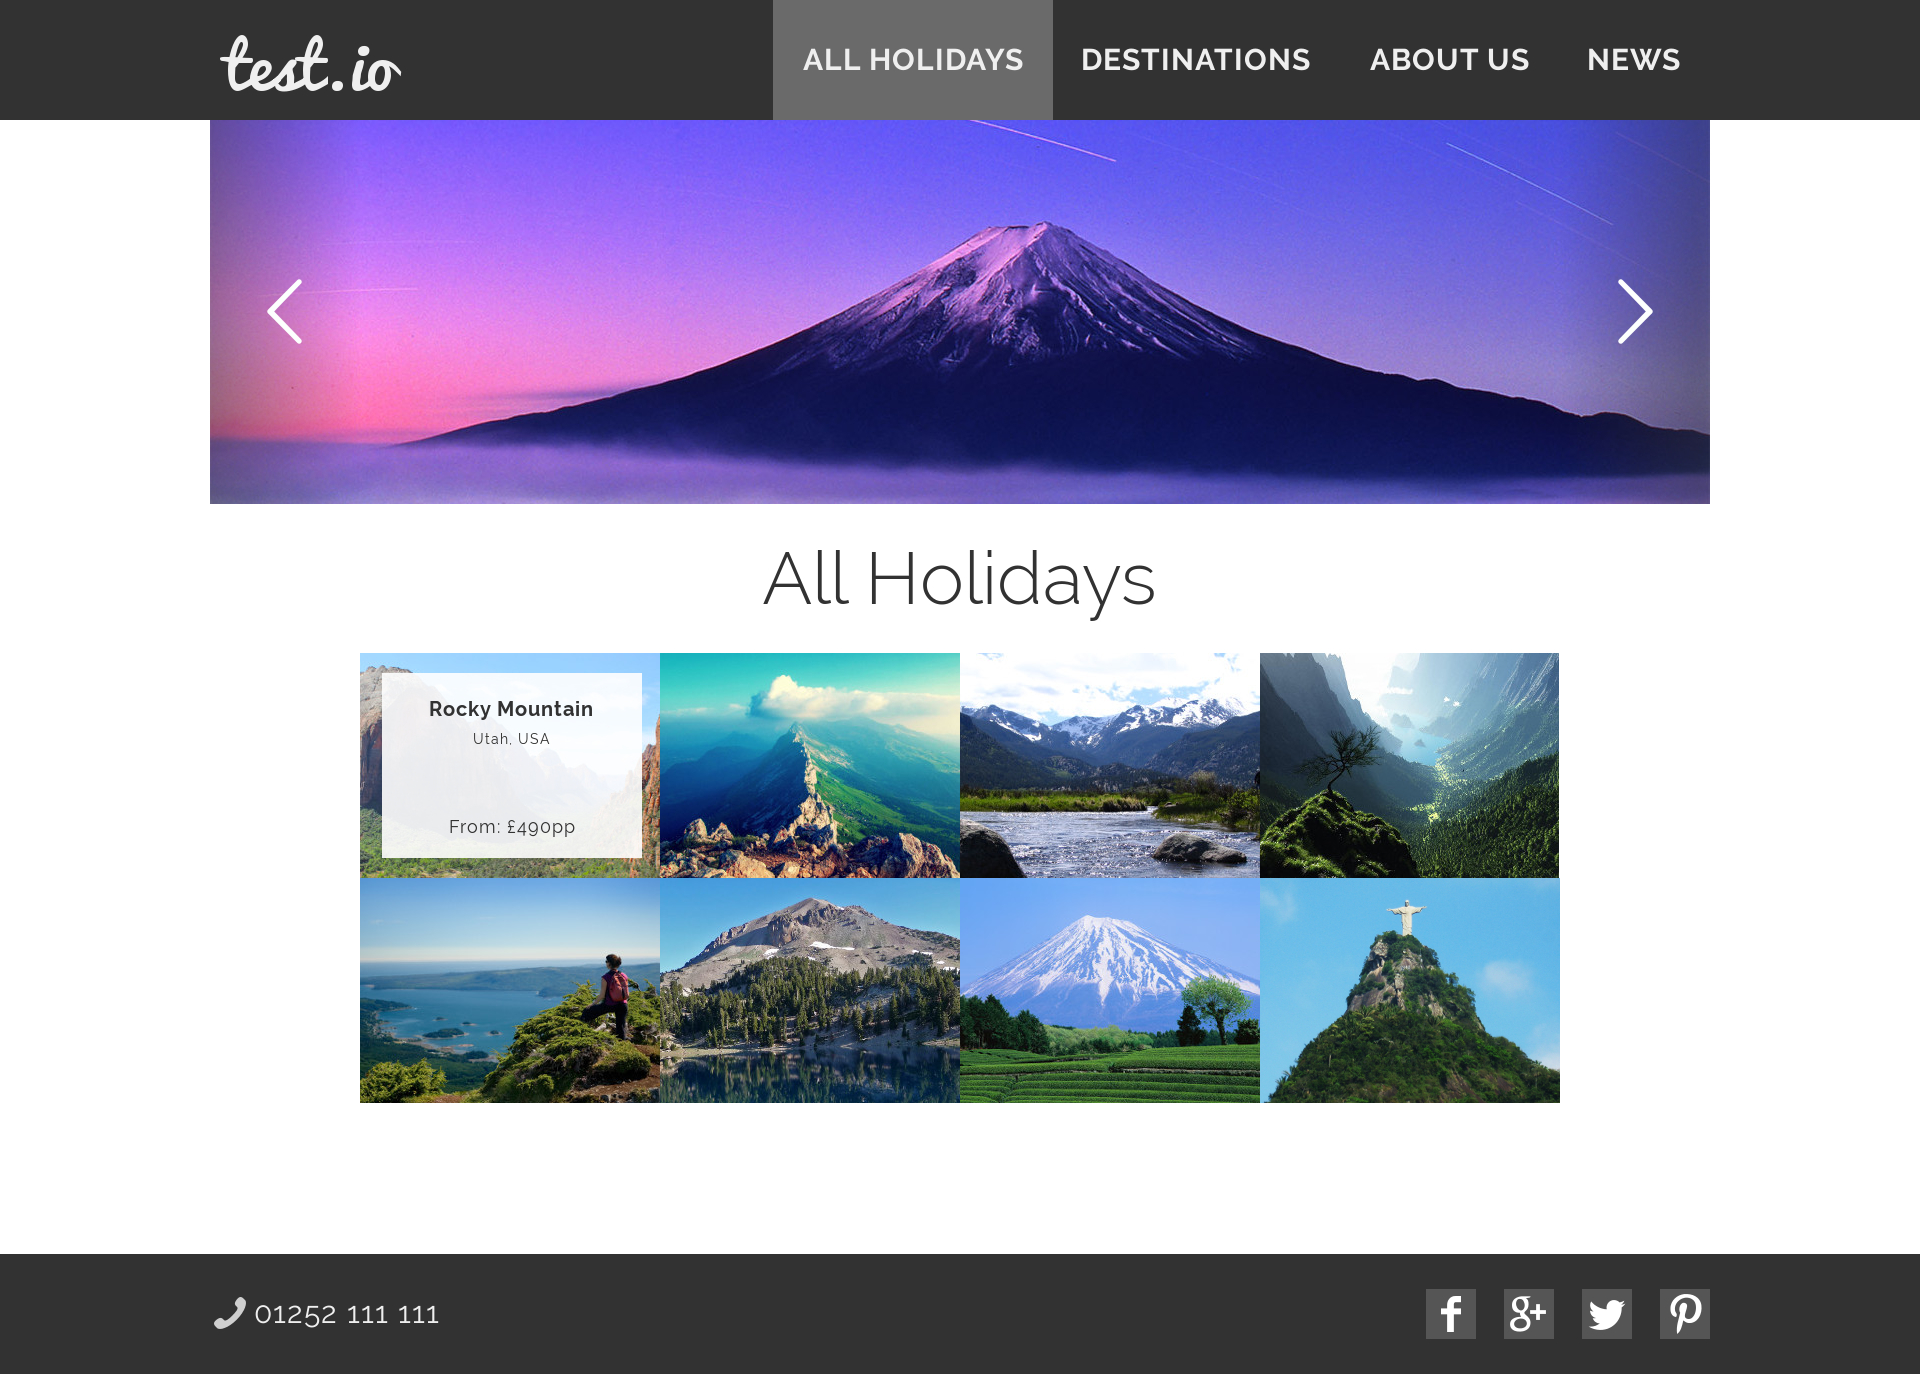 test.io
ALL HOLIDAYS
DESTINATIONS
ABOUT US
NEWS
All Holidays
Rocky Mountain
Utah, USA
From: £490pp
01252 111 111
f
g+